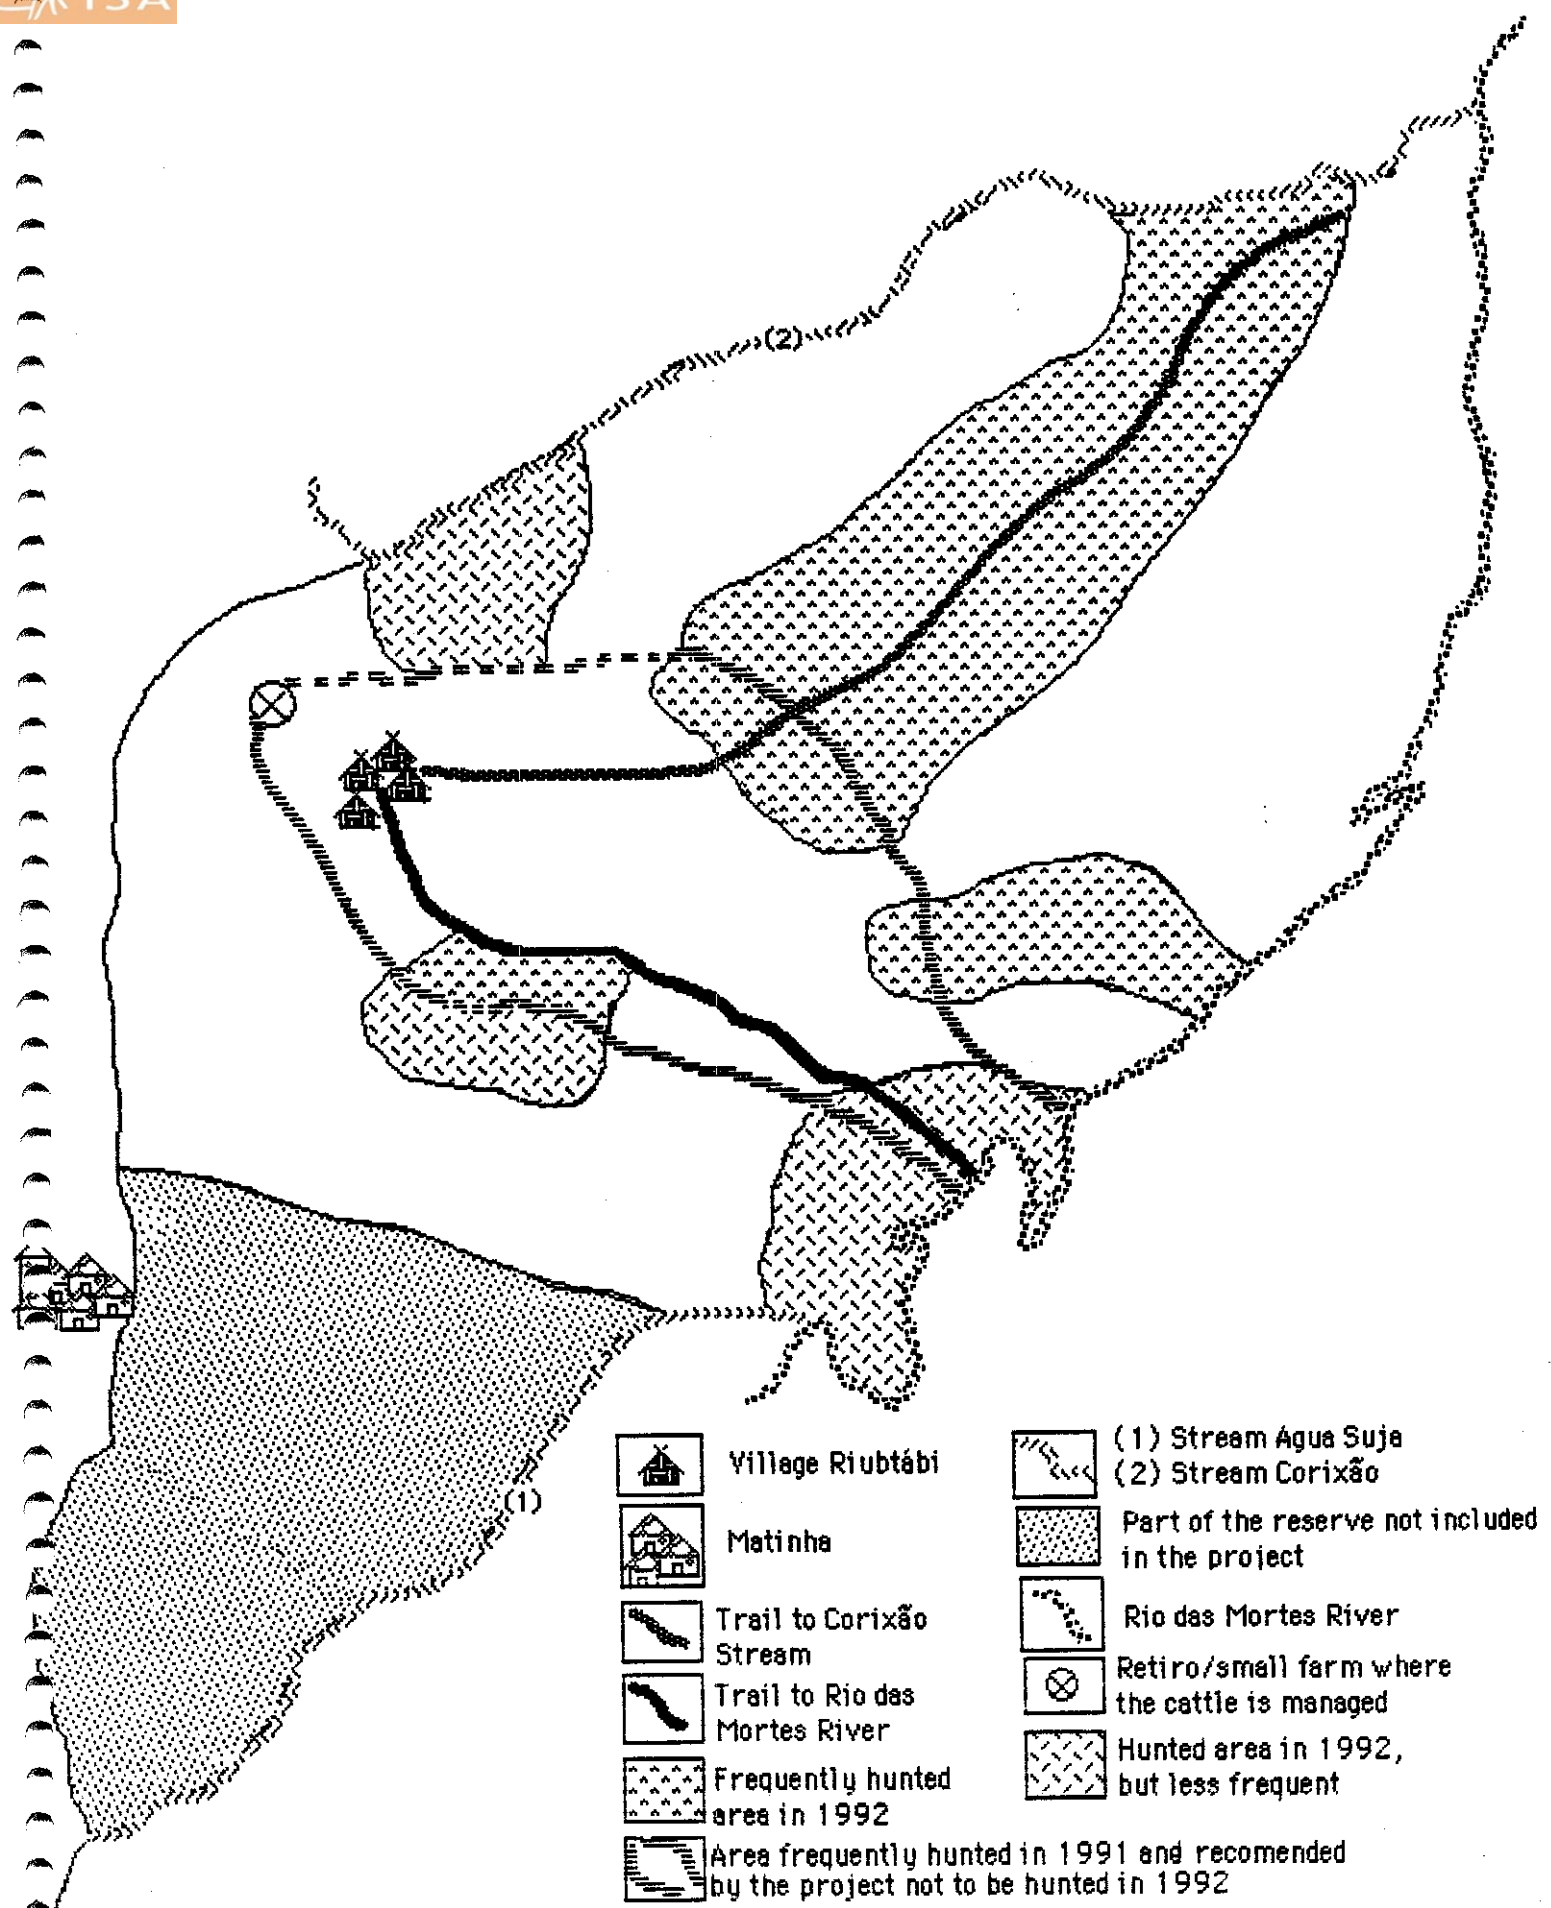 ISA
(2)
(1)
Village Riubtábi
Matinha
Trail to Corixão
Stream
Trail to Rio das
Mortes River
Frequently hunted
area in 1992
Area frequently hunted in 1991 and recomended
by the project not to be hunted in 1992
(1) Stream Agua Suja
(2) Stream Corixão
Part of the reserve not included
in the project
Rio das Mortes River
Retiro/small farm where
the cattle is managed
Hunted area in 1992,
but less frequent